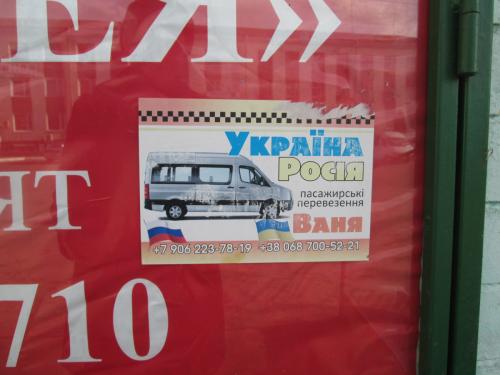 ЕЯ»
Україна
Росія
пасажирські
перевезення
Ваня
+7 906 223-78-19 +38 068 700-52-21
ЯТ
710